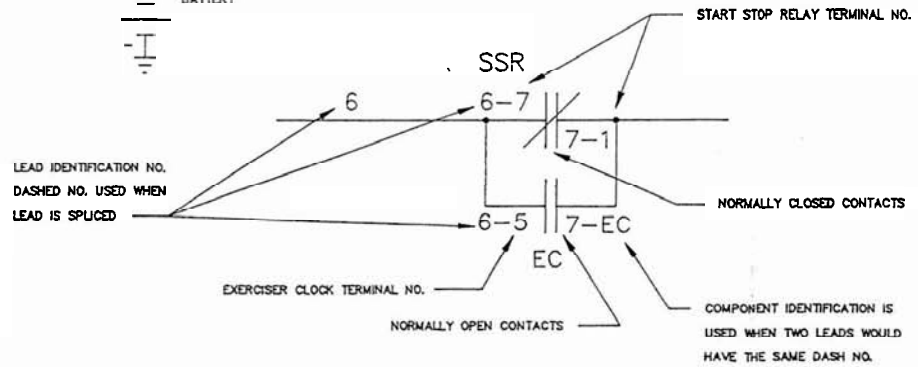 START STOP RELAY TERMINAL NO.
SSR
6
6-7
7-1
LEAD IDENTIFICATION NO.
DASHED NO. USED WHEN
LEAD IS SPLICED
NORMALLY CLOSED CONTACTS
6-5
7-EC
EC
EXERCISER CLOCK TERMINAL NO.
NORMALLY OPEN CONTACTS
COMPONENT IDENTIFICATION IS
USED WHEN TWO LEADS WOULD
HAVE THE SAME DASH NO.